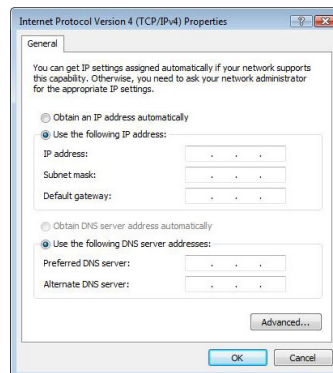 Internet Protocol Version 4 (TCP/IPv4) Properties
General
You can get IP settings assigned automatically if your network supports
this capability. Otherwise, you need to ask your network administrator
for the appropriate IP settings.
Obtain an IP address automatically
Use the following IP address:
IP address:
Subnet mask:
Default gateway:
Obtain DNS server address automatically
Use the following DNS server addresses:
Preferred DNS server:
Alternate DNS server:
Advanced...
OK
Cancel